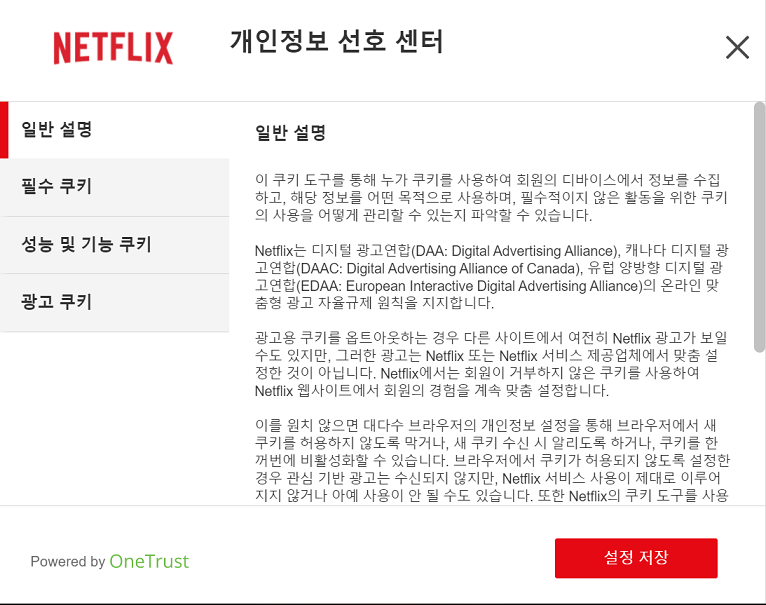 NETFLIX
개인정보 선호 센터
일반 설명
필수 쿠키
성능 및 기능 쿠키
광고 쿠키
일반 설명
이 쿠키 도구를 통해 누가 쿠키를 사용하여 회원의 디바이스에서 정보를 수집
하고, 해당 정보를 어떤 목적으로 사용하며, 필수적이지 않은 활동을 위한 쿠키
의 사용을 어떻게 관리할 수 있는지 파악할 수 있습니다.
Netflix는 디지털 광고연합(DAA: Digital Advertising Alliance), 캐나다 디지털 광
고연합(DAAC: Digital Advertising Alliance of Canada), 유럽 양방향 디지털 광
고연합(EDAA: European Interactive Digital Advertising Alliance)의 온라인 맞
춤형 광고 자율규제 원칙을 지지합니다.
광고용 쿠키를 옵트아웃하는 경우 다른 사이트에서 여전히 Netflix 광고가 보일
수도 있지만, 그러한 광고는 Netflix 또는 Netflix 서비스 제공업체에서 맞춤 설
정한 것이 아닙니다. Netflix에서는 회원이 거부하지 않은 쿠키를 사용하여
Netflix 웹사이트에서 회원의 경험을 계속 맞춤 설정합니다.
이를 원치 않으면 대다수 브라우저의 개인정보 설정을 통해 브라우저에서 새
쿠키를 허용하지 않도록 막거나, 새 쿠키 수신 시 알리도록 하거나, 쿠키를 한
꺼번에 비활성화할 수 있습니다. 브라우저에서 쿠키가 허용되지 않도록 설정한
경우 관심 기반 광고는 수신되지 않지만, Netflix 서비스 사용이 제대로 이루어
지지 않거나 아예 사용이 안 될 수도 있습니다. 또한 Netflix의 쿠키 도구를 사용
Powered by OneTrust
설정 저장